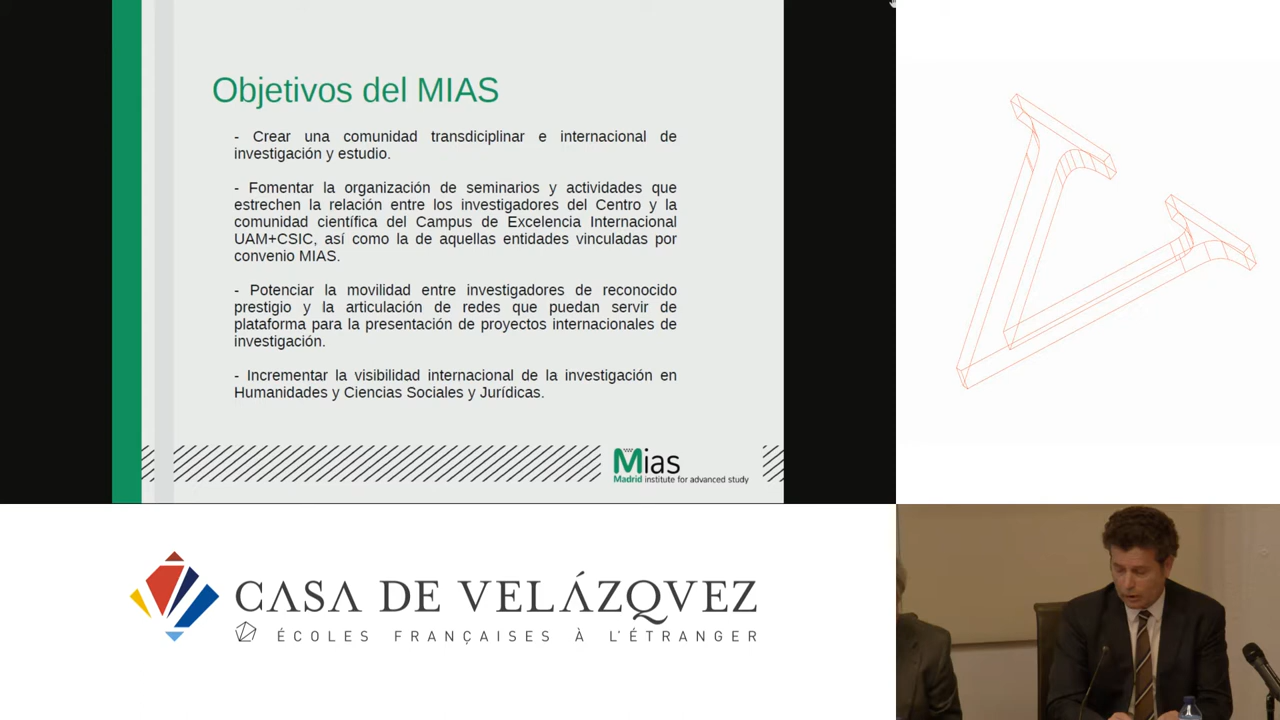 Objetivos del MIAS
- Crear una comunidad transdiciplinar e internacional de
investigación y estudio.
- Fomentar la organización de seminarios y actividades que
estrechen la relación entre los investigadores del Centro y la
comunidad científica del Campus de Excelencia Internacional
UAM+CSIC, así como la de aquellas entidades vinculadas por
convenio MIAS.
- Potenciar la movilidad entre investigadores de reconocido
prestigio y la articulación de redes que puedan servir de
plataforma para la presentación de proyectos internacionales de
investigación.
- Incrementar la visibilidad internacional de la investigación en
Humanidades y Ciencias Sociales y Jurídicas.
Mias
Madrid institute for advanced study
CASA DE VELÁZQVEZ
ÉCOLES FRANÇAISES À L'ÉTRANGER